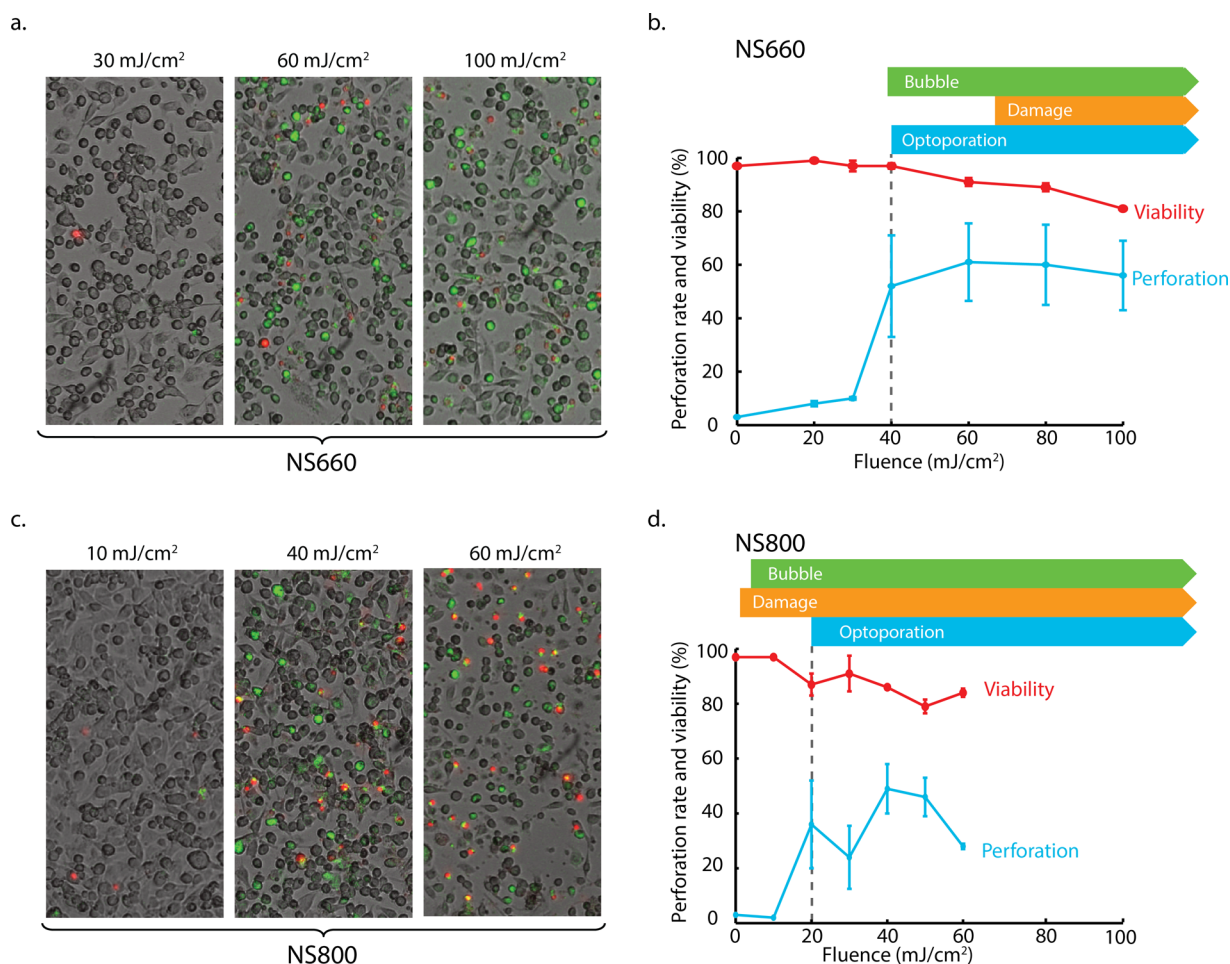 a.
30 mJ/cm²
60 mJ/cm²
100 mJ/cm²
NS660
b.
NS660
Bubble
Damage
Optoporation
Perforation rate and viability (%)
100
80
60
40
20
0
Viability
Perforation
0
20
40
60
80
100
Fluence (mJ/cm²)
c.
10 mJ/cm²
40 mJ/cm²
60 mJ/cm²
NS800
d.
NS800
Bubble
Damage
Optoporation
Perforation rate and viability (%)
100
80
60
40
20
0
Viability
Perforation
0
20
40
60
80
100
Fluence (mJ/cm²)